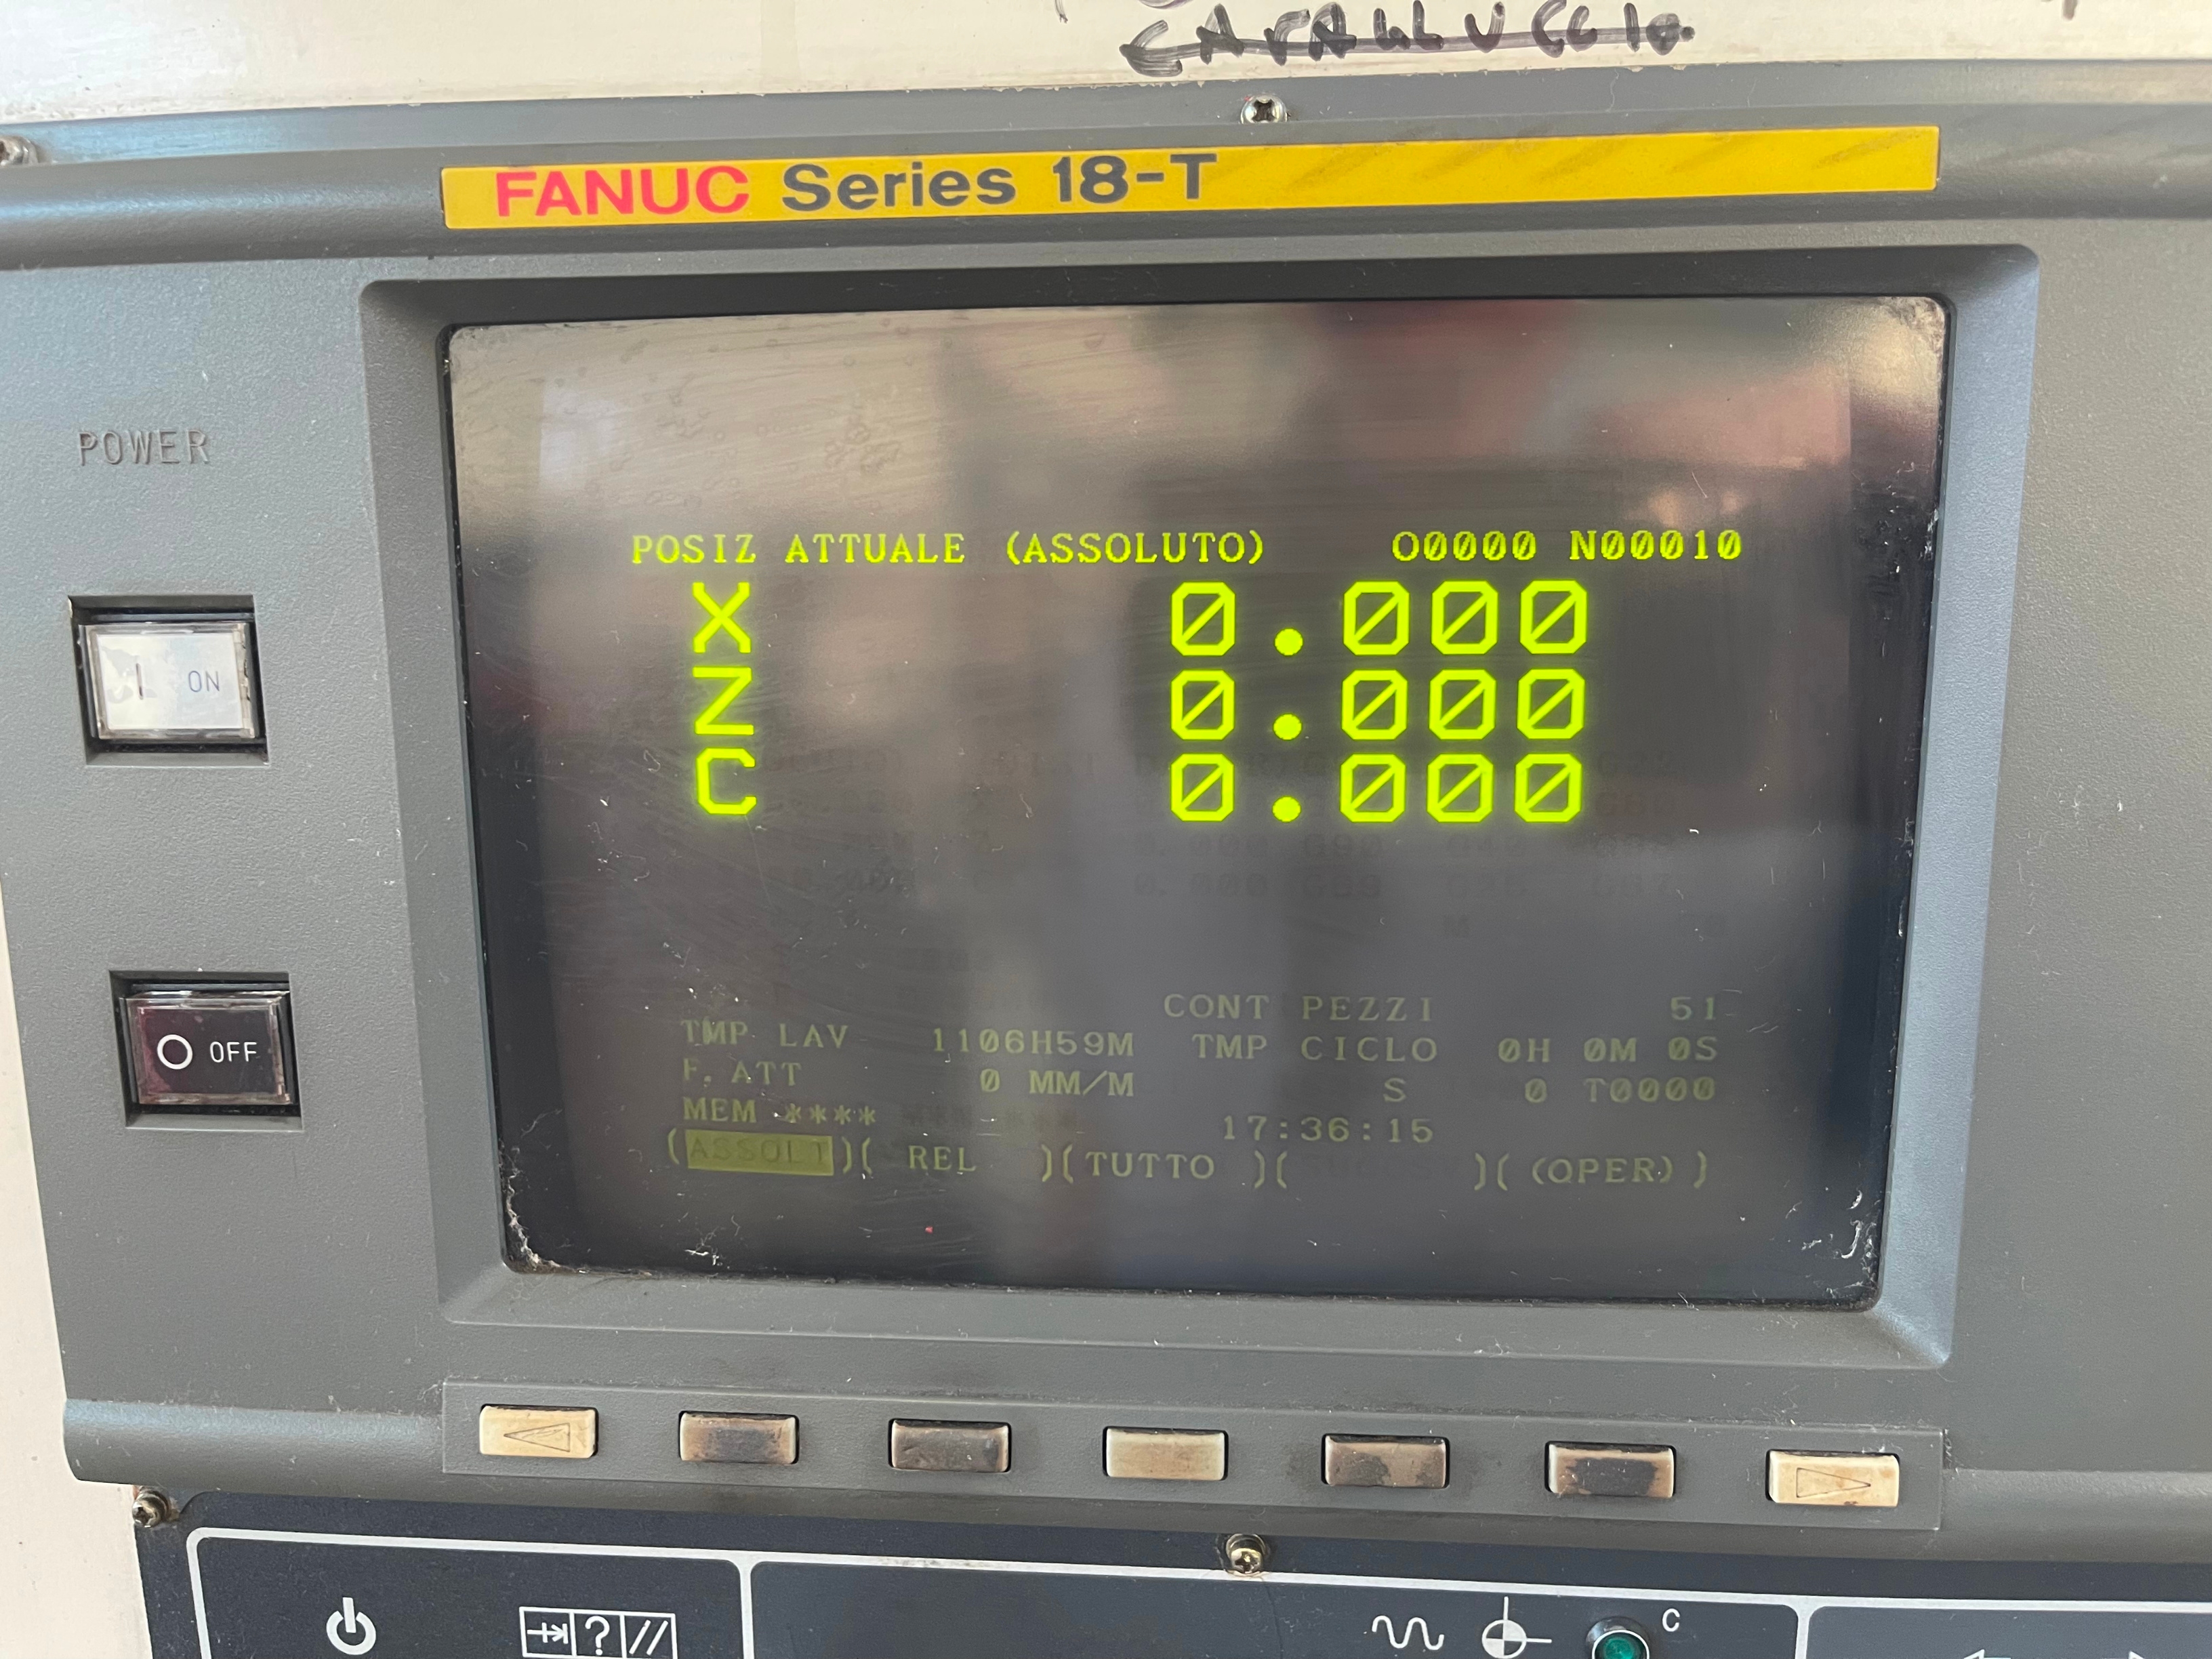 CAVALLUCCIO
FANUC Series 18-T
POWER
POSIZ ATTUALE (ASSOLUTO) O0000 N00010
X 0.000
Z 0.000
C 0.000
ON
OFF
CONT PEZZI 51
TMP LAV 1106H59M TMP CICLO 0H 0M 0S
F. ATT 0 MM/M S 0 T0000
MEM ****
17:36:15
(ASSOLT)( REL )(TUTTO )( )( (OPER) )
?
//
C